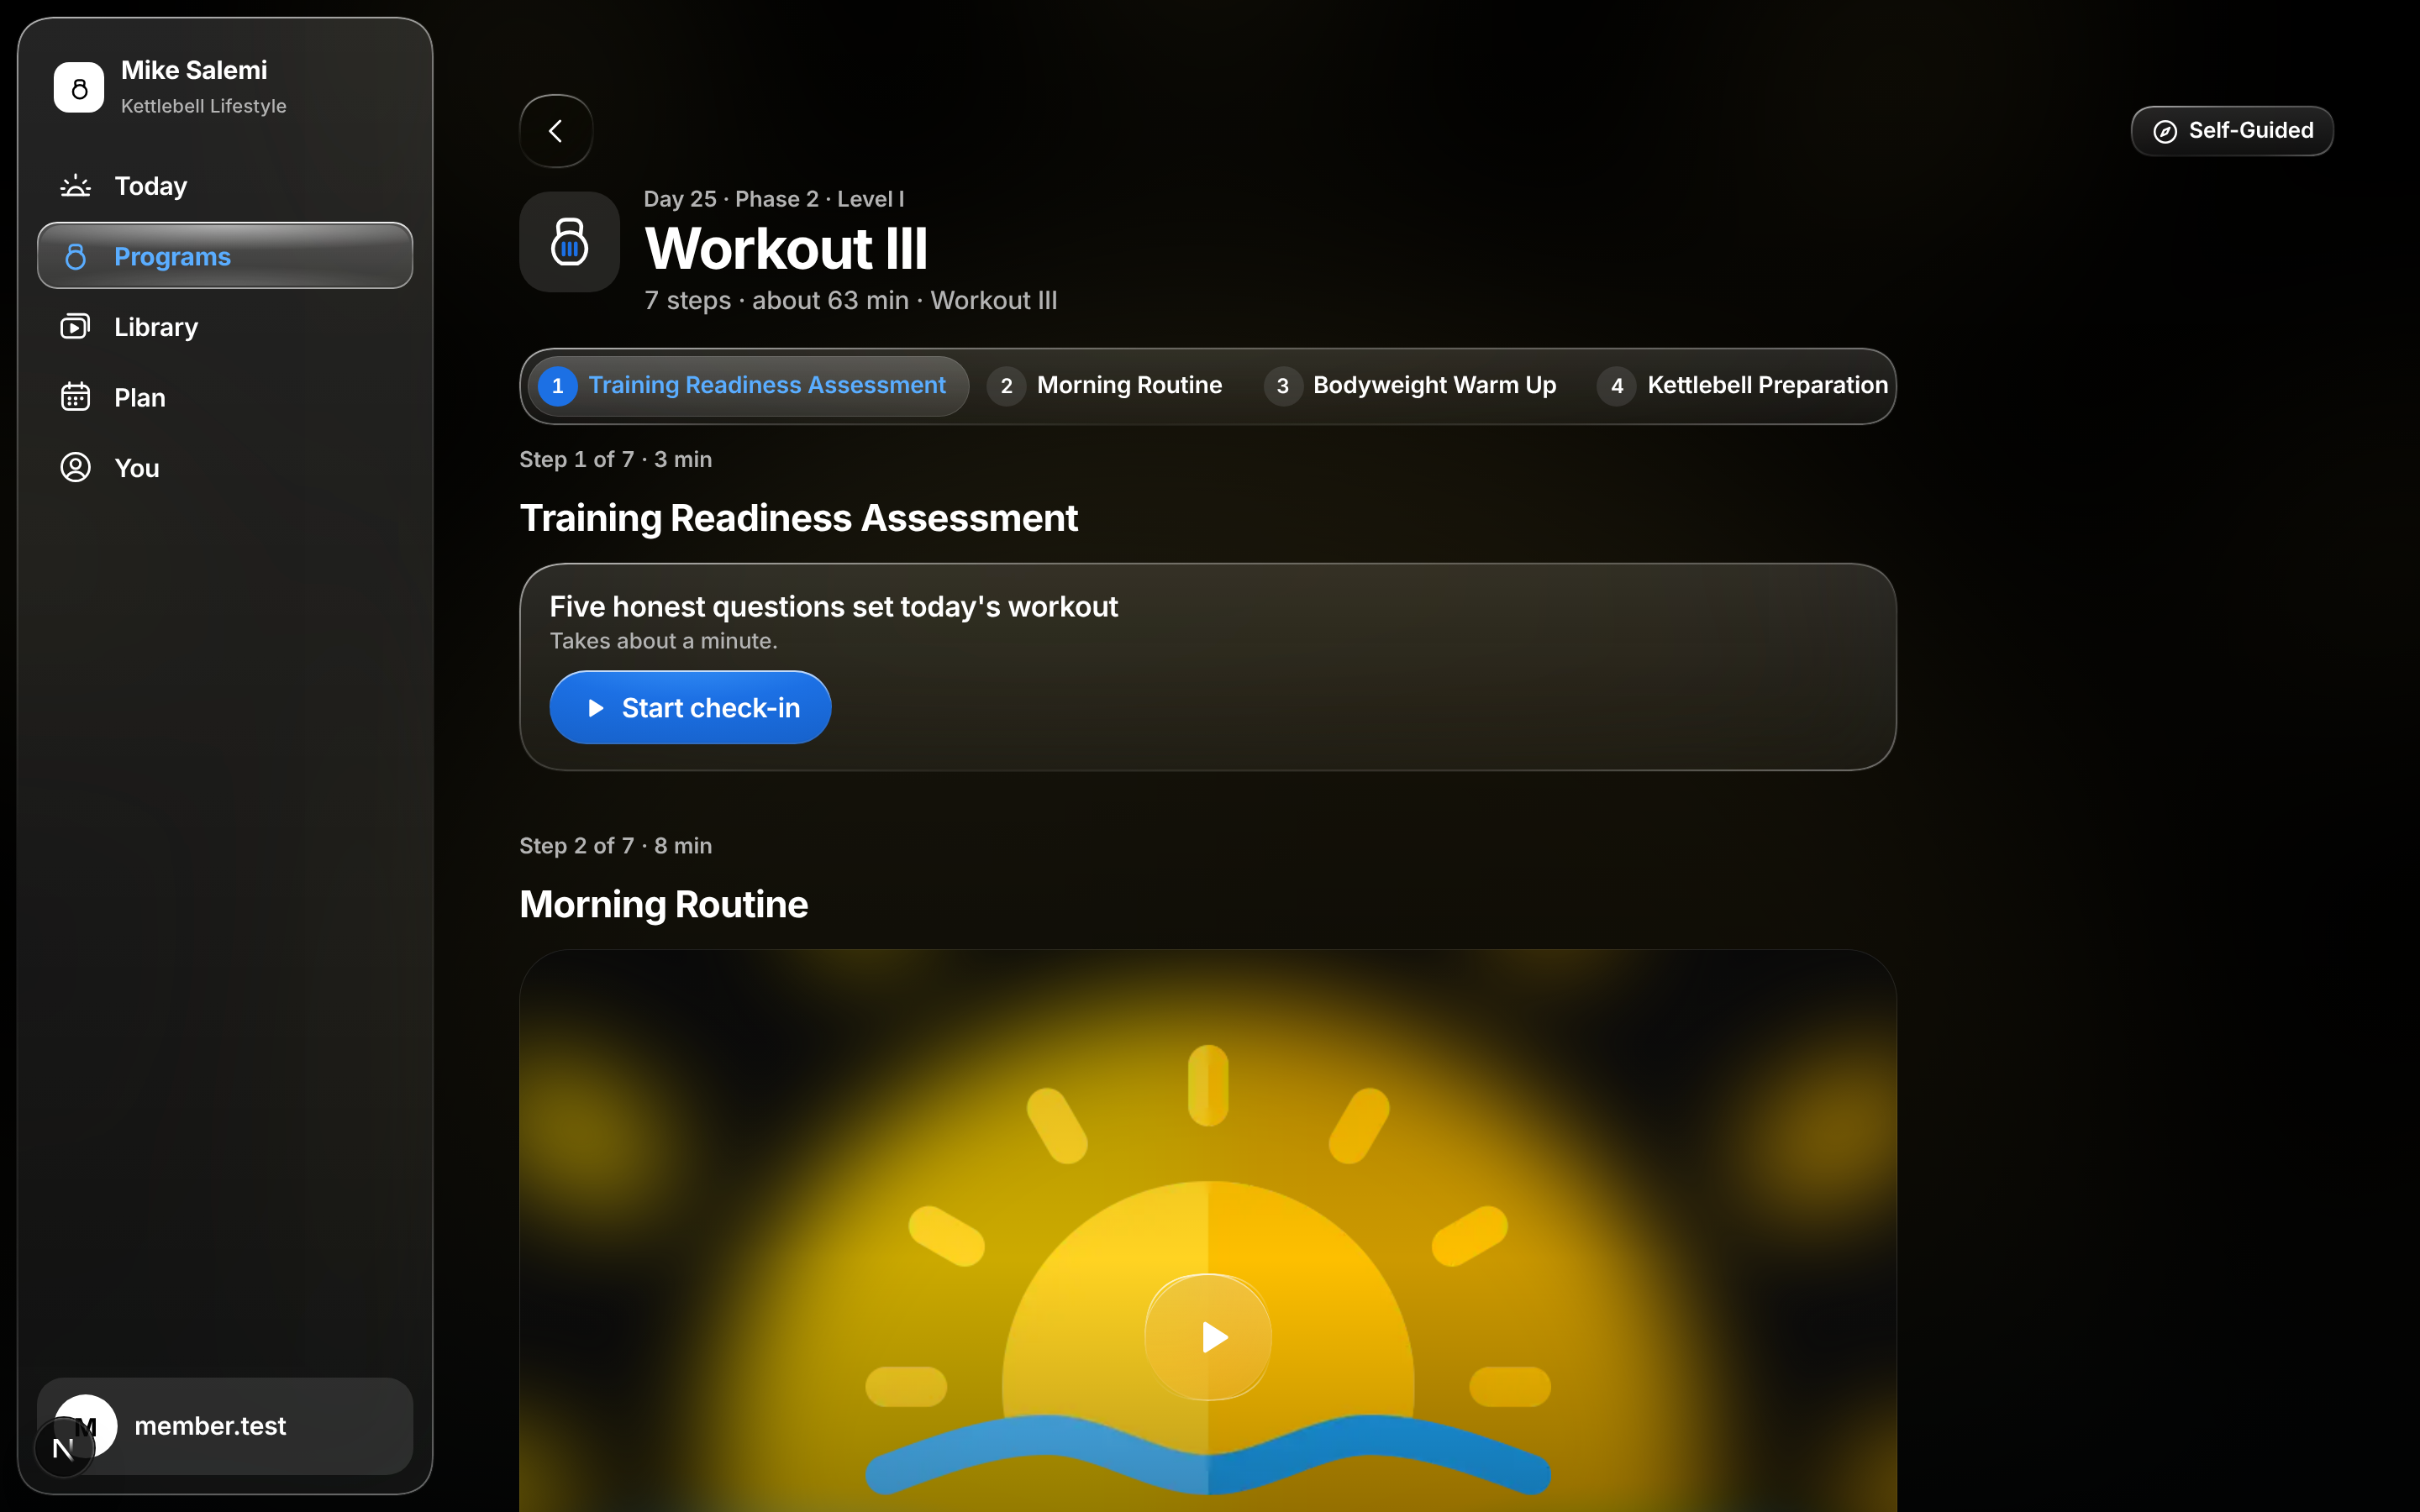 Mike Salemi
Kettlebell Lifestyle
Today
Programs
Library
Plan
You
M
N
member.test
Self-Guided
Day 25 · Phase 2 · Level I
Workout III
7 steps · about 63 min · Workout III
1 Training Readiness Assessment 2 Morning Routine 3 Bodyweight Warm Up 4 Kettlebell Preparation
Step 1 of 7 · 3 min
Training Readiness Assessment
Five honest questions set today's workout
Takes about a minute.
Start check-in
Step 2 of 7 · 8 min
Morning Routine